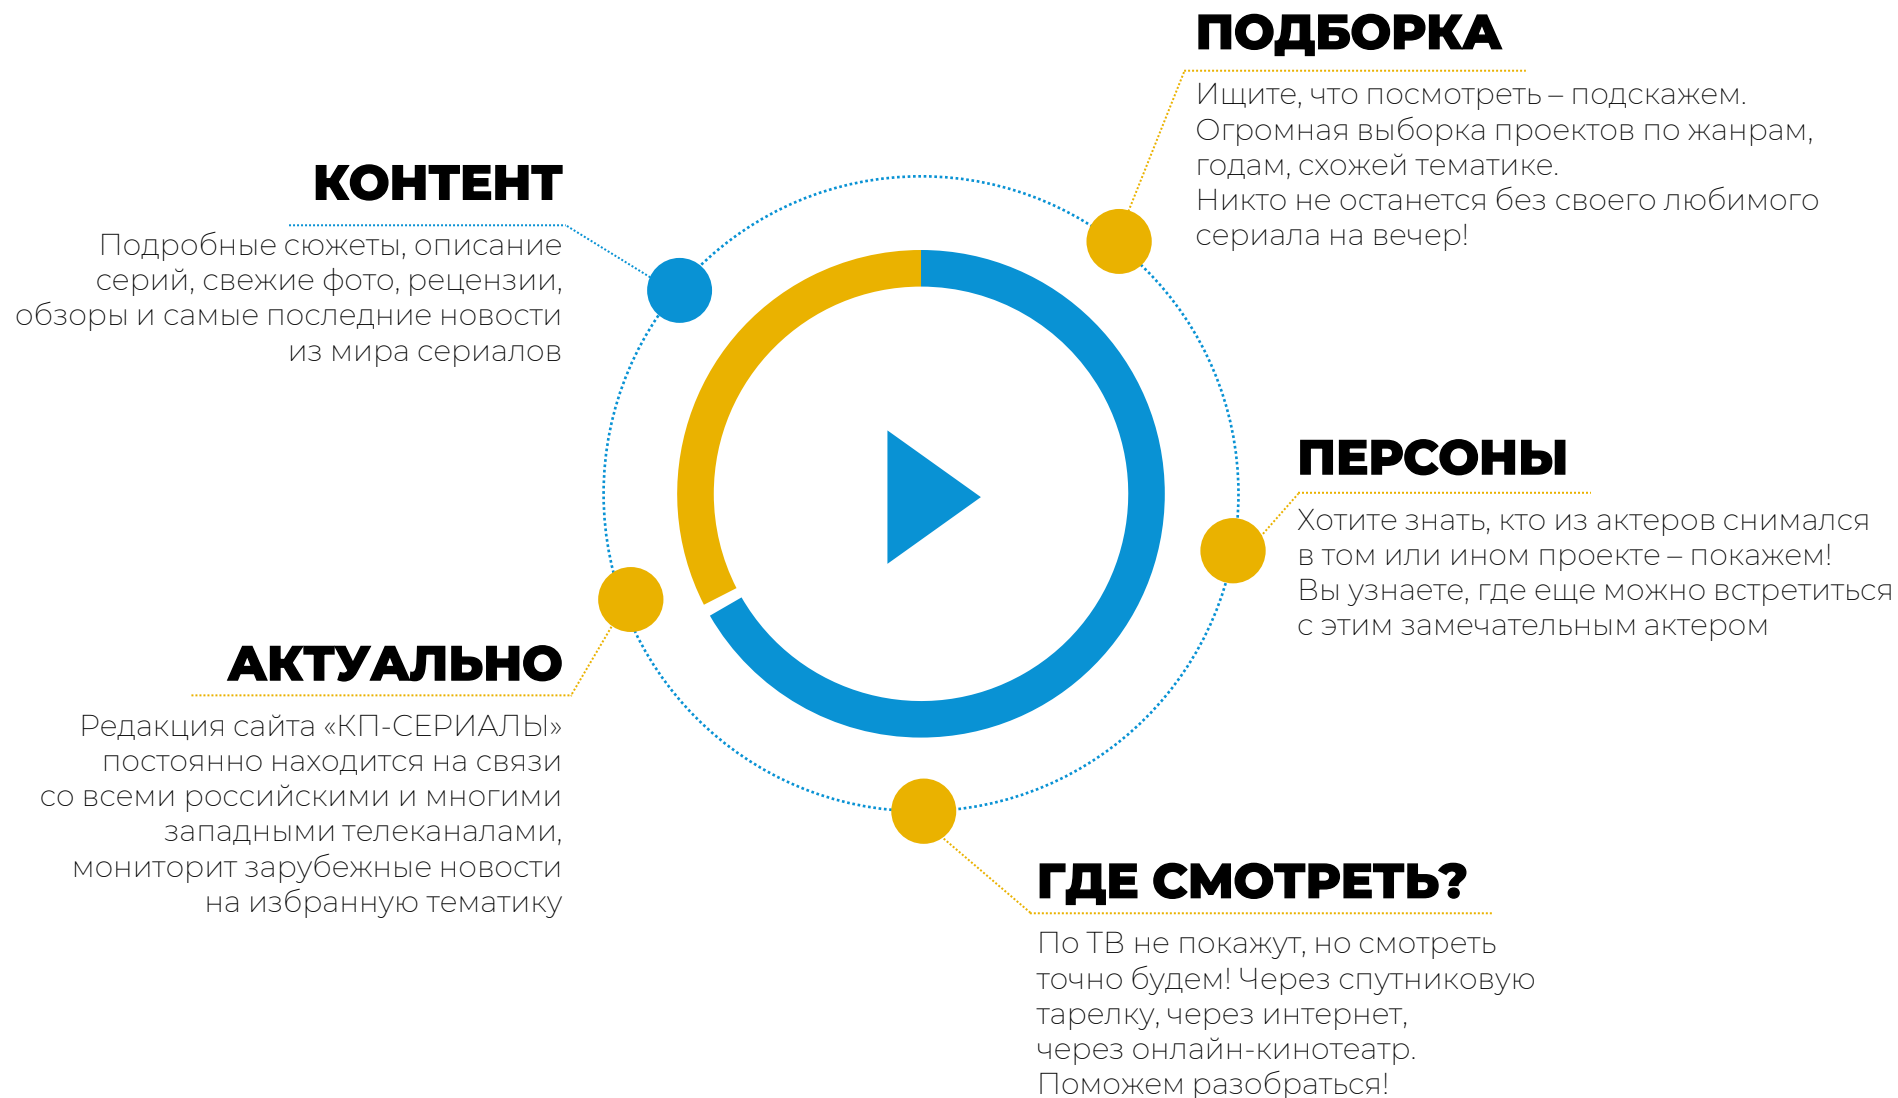 ПОДБОРКА
Ищите, что посмотреть – подскажем.
Огромная выборка проектов по жанрам,
годам, схожей тематике.
Никто не останется без своего любимого
сериала на вечер!
КОНТЕНТ
Подробные сюжеты, описание
серий, свежие фото, рецензии,
обзоры и самые последние новости
из мира сериалов
ПЕРСОНЫ
Хотите знать, кто из актеров снимался
в том или ином проекте – покажем!
Вы узнаете, где еще можно встретиться
с этим замечательным актером
АКТУАЛЬНО
Редакция сайта «КП-СЕРИАЛЫ»
постоянно находится на связи
со всеми российскими и многими
западными телеканалами,
мониторит зарубежные новости
на избранную тематику
ГДЕ СМОТРЕТЬ?
По ТВ не покажут, но смотреть
точно будем! Через спутниковую
тарелку, через интернет,
через онлайн-кинотеатр.
Поможем разобраться!